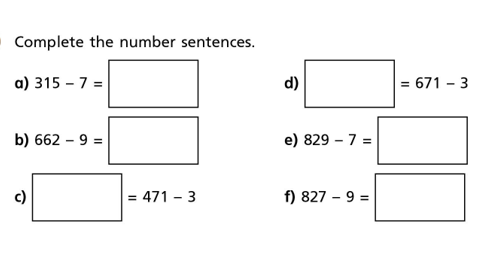 Complete the number sentences.
a) 315 – 7 =
d) = 671 – 3
b) 662 – 9 =
e) 829 – 7 =
c) = 471 – 3
f) 827 – 9 =